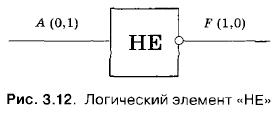 A (0,1)
F (1,0)
НЕ
Рис. 3.12. Логический элемент «НЕ»